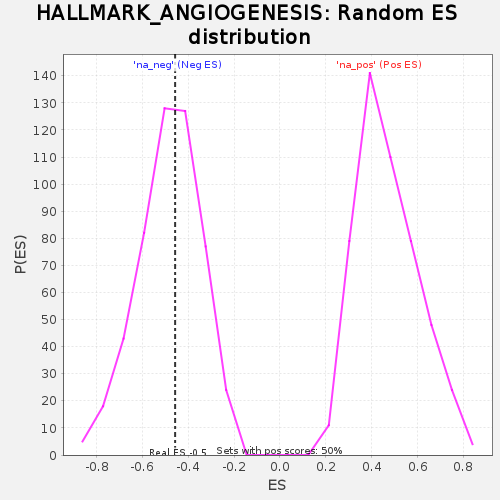 HALLMARK_ANGIOGENESIS: Random ES
distribution
'na_neg' (Neg ES) 'na_pos' (Pos ES)
140
130
120
110
100
90
80
70
60
50
40
30
20
10
0
P(ES)
Real ES -0.5 Sets with pos scores: 50%
-0.8 -0.6 -0.4 -0.2 0.0 0.2 0.4 0.6 0.8
ES